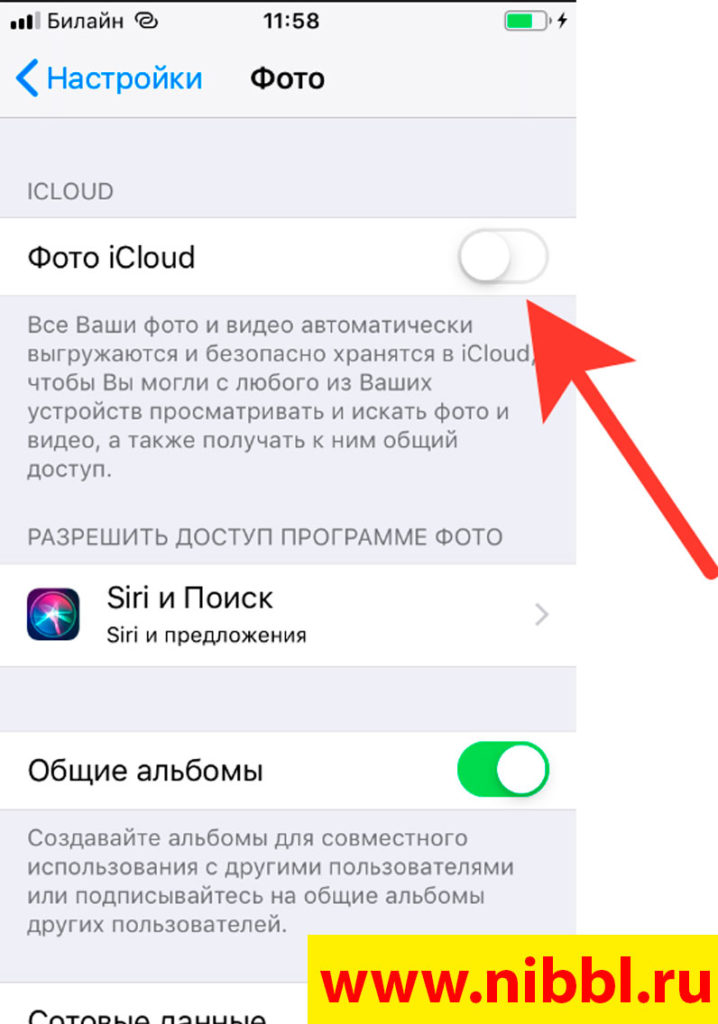 Билайн 11:58
Настройки Фото
ICLOUD
Фото iCloud
Все Ваши фото и видео автоматически
выгружаются и безопасно хранятся в iCloud,
чтобы Вы могли с любого из Ваших
устройств просматривать и искать фото и
видео, а также получать к ним общий
доступ.
РАЗРЕШИТЬ ДОСТУП ПРОГРАММЕ ФОТО
Siri и Поиск
Siri и предложения
Общие альбомы
Создавайте альбомы для совместного
использования с другими пользователями
или подписывайтесь на общие альбомы
других пользователей.
www.nibbl.ru
Сотовые данные